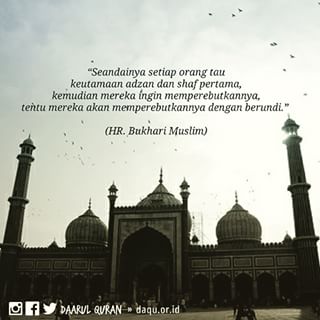 “Seandainya setiap orang tau
keutamaan adzan dan shaf pertama,
kemudian mereka ingin memperebutkannya,
tentu mereka akan memperebutkannya dengan berundi.”
(HR. Bukhari Muslim)
DAARUL QURAN » daqu.or.id